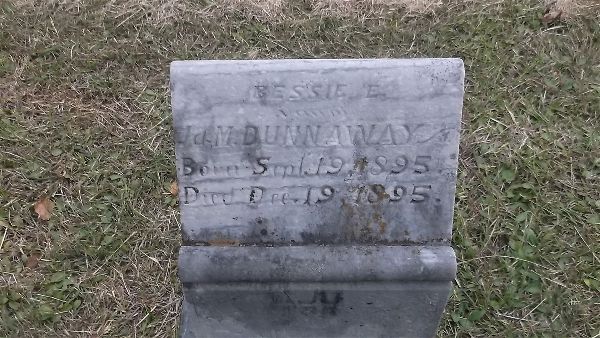 BESSIE E.
J. & M. DUNNAWAY
Born Sept. 19, 1895.
Died Dec. 19, 1895.